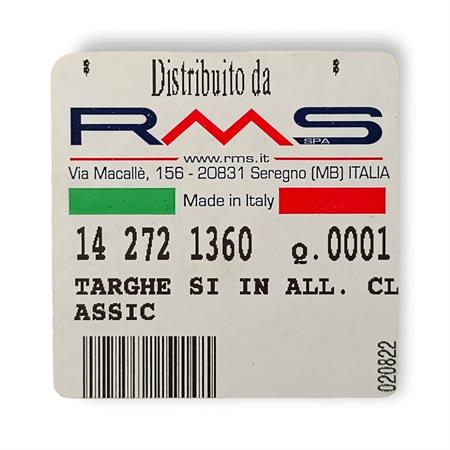 Distribuito da
RMS
SPA
www.rms.it
Via Macallè, 156 - 20831 Seregno (MB) ITALIA
Made in Italy
14 272 1360 Q.0001
TARGHE SI IN ALL. CL
ASSIC
020822